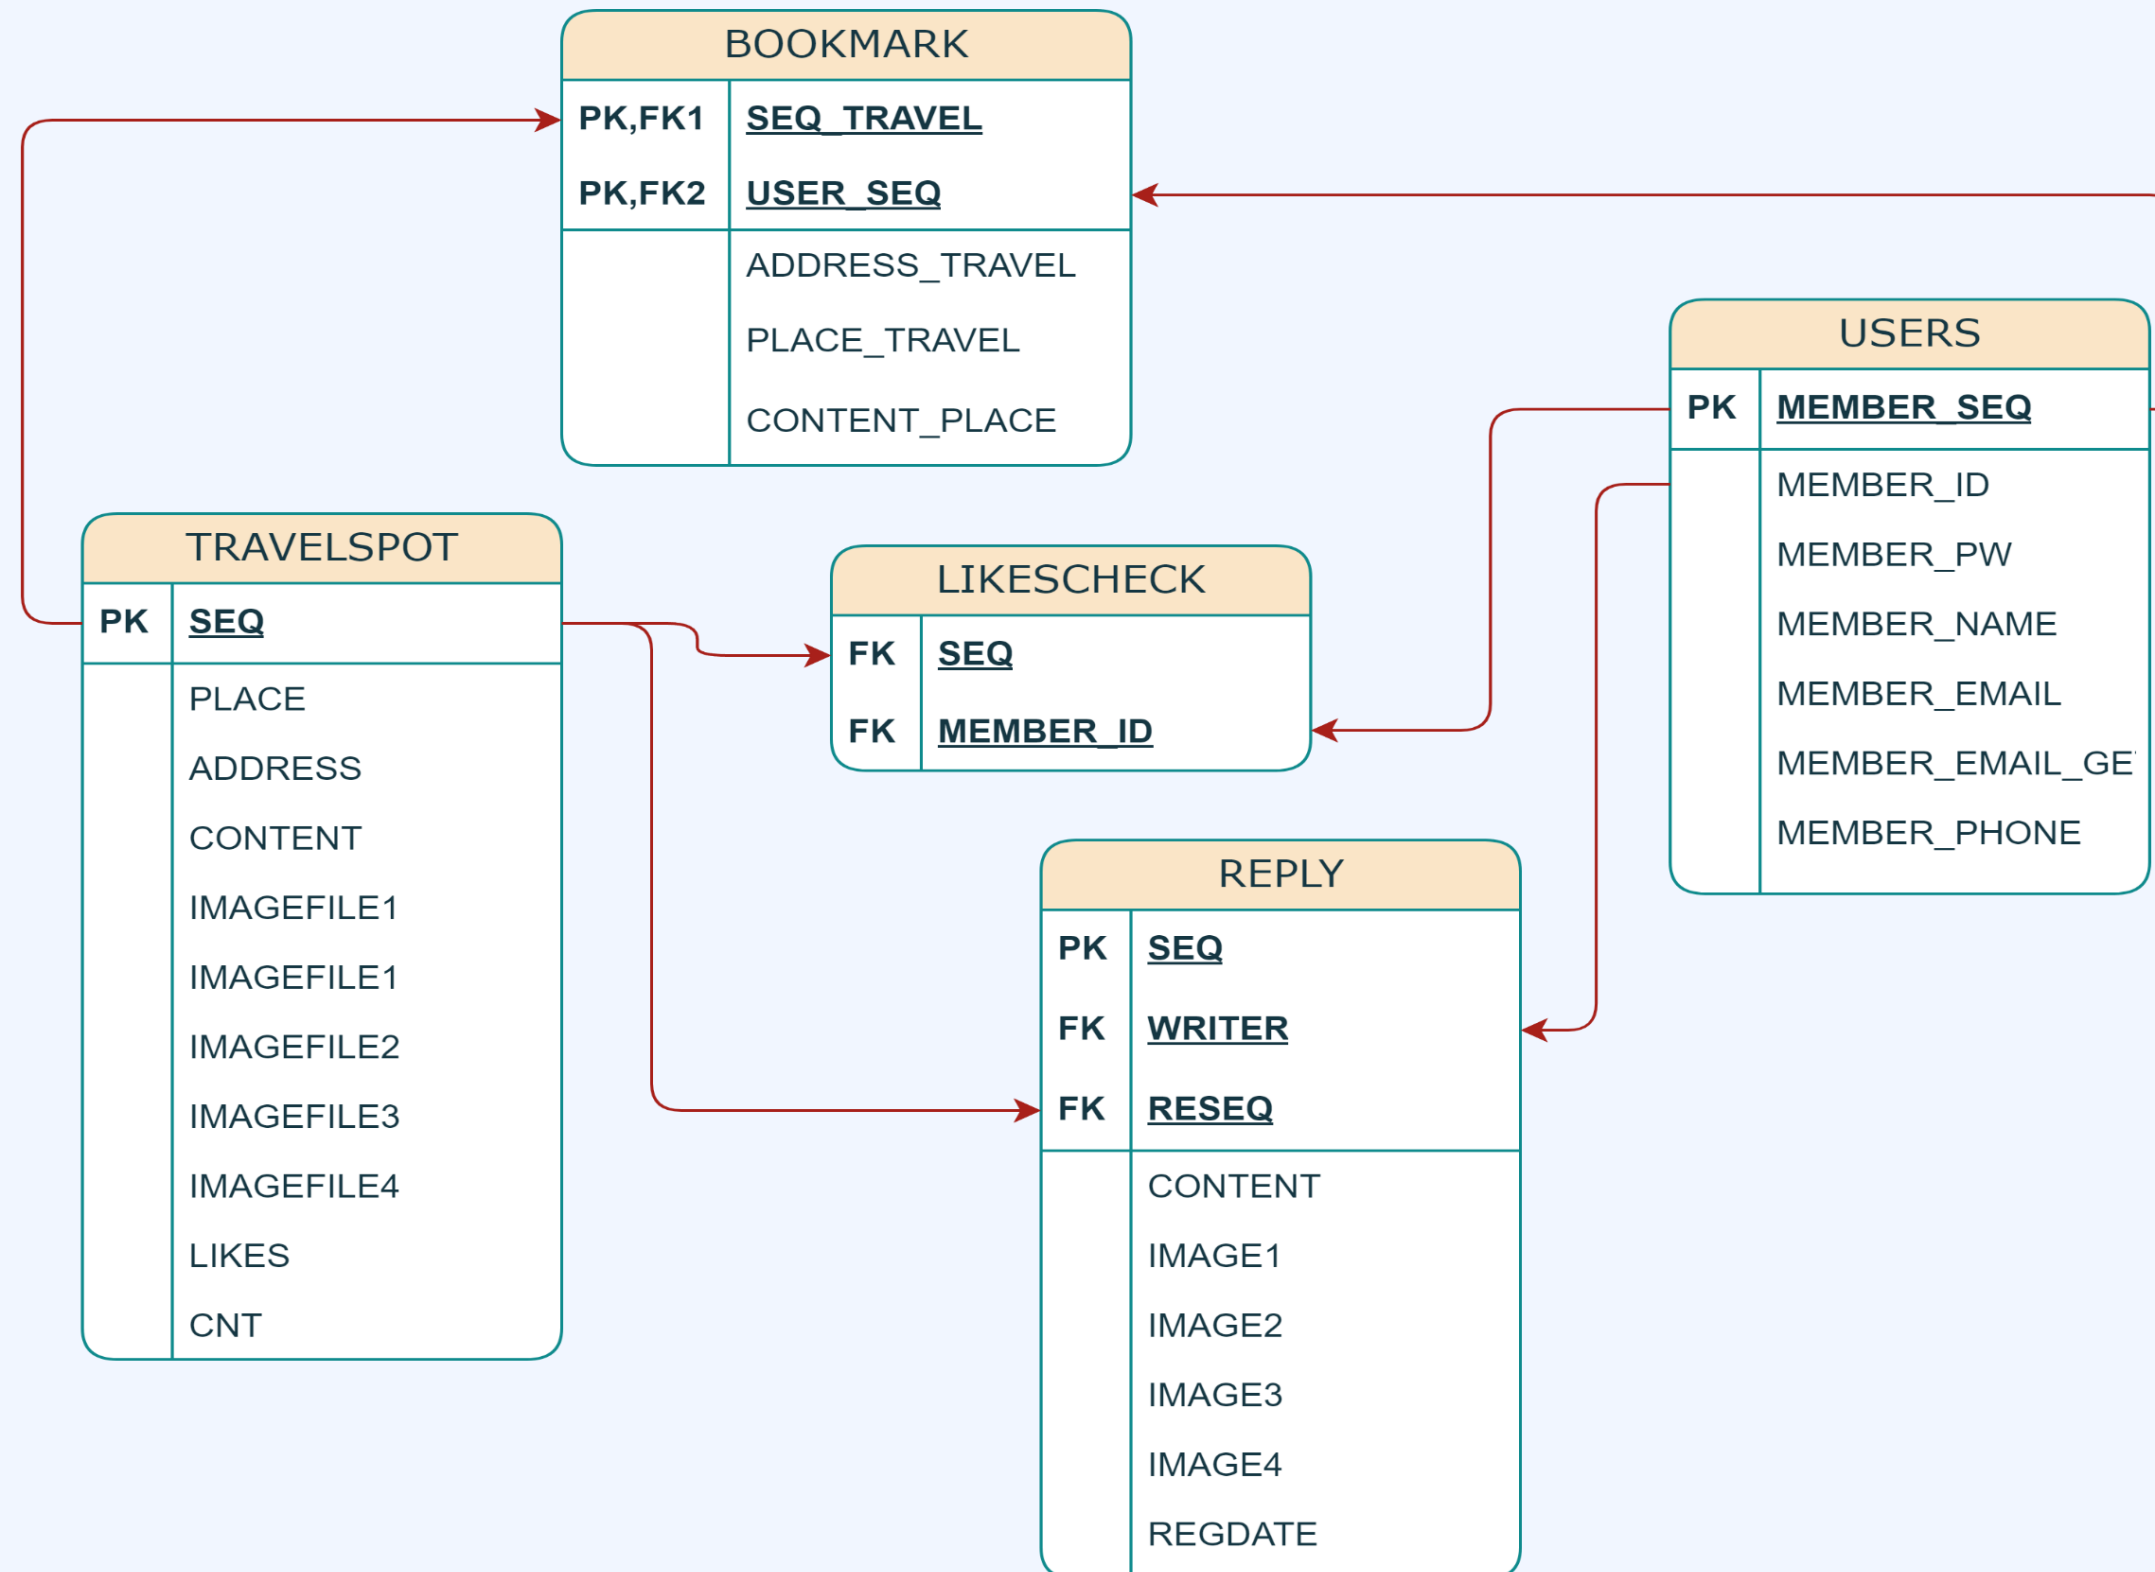 BOOKMARK
PK,FK1 SEQ_TRAVEL
PK,FK2 USER_SEQ
ADDRESS_TRAVEL
PLACE_TRAVEL
CONTENT_PLACE
USERS
PK MEMBER_SEQ
MEMBER_ID
MEMBER_PW
MEMBER_NAME
MEMBER_EMAIL
MEMBER_PHONE
TRAVELSPOT
PK SEQ
PLACE
ADDRESS
CONTENT
IMAGEFILE1
IMAGEFILE1
IMAGEFILE2
IMAGEFILE3
IMAGEFILE4
LIKES
CNT
LIKESCHECK
FK SEQ
FK MEMBER_ID
REPLY
PK SEQ
FK WRITER
FK RESEQ
CONTENT
IMAGE1
IMAGE2
IMAGE3
IMAGE4
REGDATE